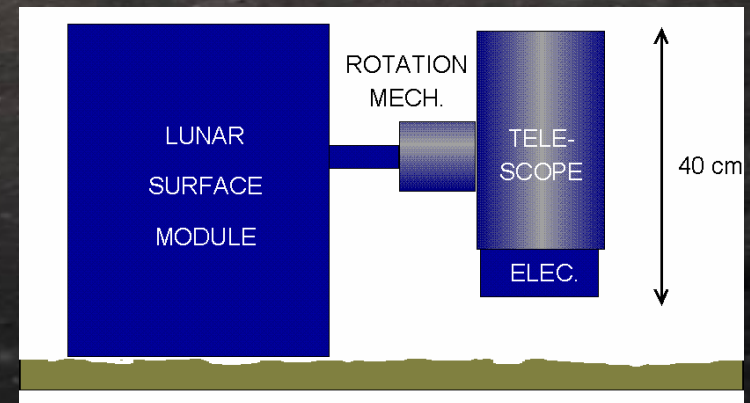 LUNAR
SURFACE
MODULE
ROTATION
MECH.
TELE-
SCOPE
ELEC.
40 cm